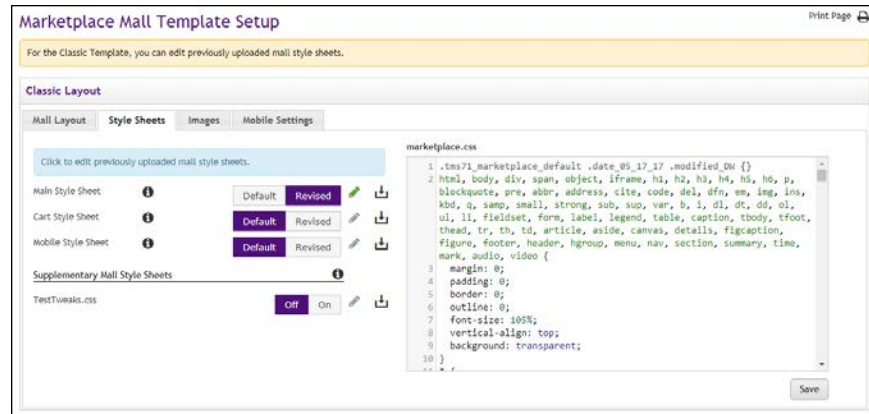 Marketplace Mall Template Setup
Print Page
For the Classic Template, you can edit previously uploaded mall style sheets.
Classic Layout
Mall Layout Style Sheets Images Mobile Settings
Click to edit previously uploaded mall style sheets.
Main Style Sheet Default Revised
Cart Style Sheet Default Revised
Mobile Style Sheet Default Revised
Supplementary Mall Style Sheets
TestTweaks.css Off On
marketplace.css
1 .tms71_marketplace_default .date_05_17_17 .modified_DW {}
2 html, body, div, span, object, iframe, h1, h2, h3, h4, h5, h6, p,
blockquote, pre, abbr, address, cite, code, del, dfn, em, img, ins,
kbd, q, samp, small, strong, sub, sup, var, b, i, dl, dt, dd, ol,
ul, li, fieldset, form, label, legend, table, caption, tbody, tfoot,
thead, tr, th, td, article, aside, canvas, details, figcaption,
figure, footer, header, hgroup, menu, nav, section, summary, time,
mark, audio, video {
3 margin: 0;
4 padding: 0;
5 border: 0;
6 outline: 0;
7 font-size: 105%;
8 vertical-align: top;
9 background: transparent;
10 }
Save